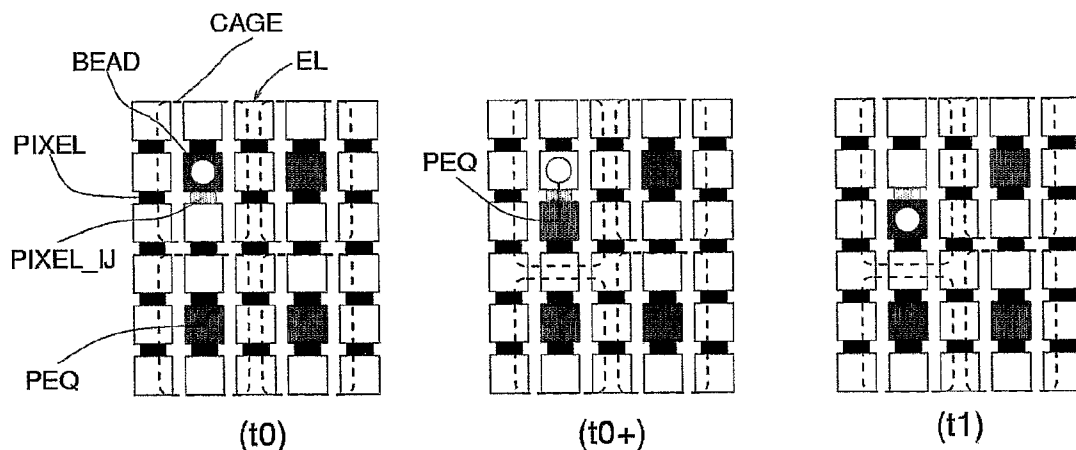 CAGE
BEAD
EL
PIXEL
PEQ
PIXEL_IJ
PEQ
(t0)
(t0+)
(t1)